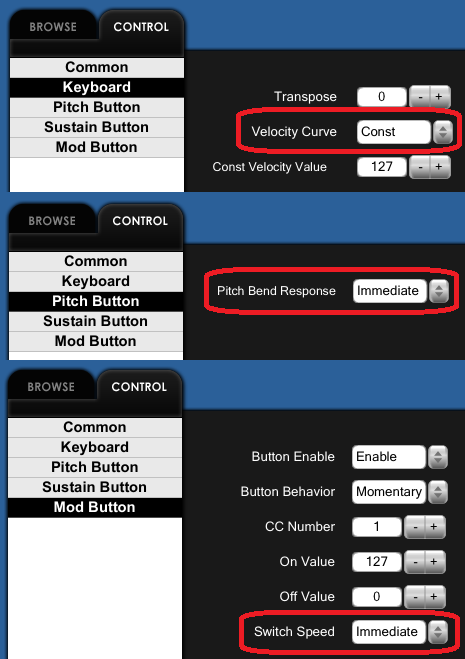 BROWSE CONTROL
Common
Keyboard
Pitch Button
Sustain Button
Mod Button
Transpose 0 - +
Velocity Curve Const
Const Velocity Value 127 - +
BROWSE CONTROL
Common
Keyboard
Pitch Button
Sustain Button
Mod Button
Pitch Bend Response Immediate
BROWSE CONTROL
Common
Keyboard
Pitch Button
Sustain Button
Mod Button
Button Enable Enable
Button Behavior Momentary
CC Number 1 - +
On Value 127 - +
Off Value 0 - +
Switch Speed Immediate